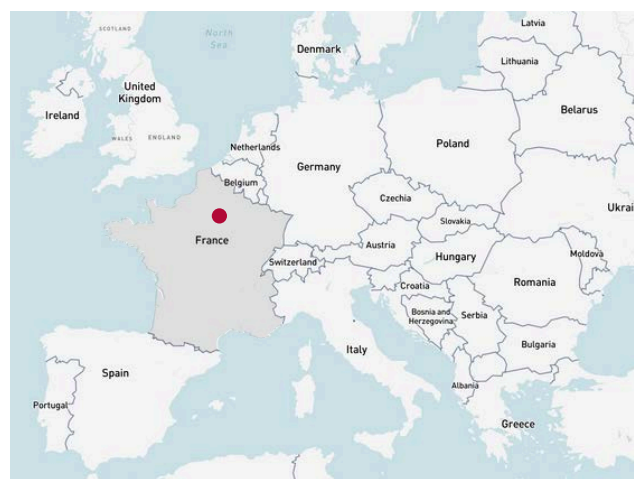 SCOTLAND
North
Sea
Denmark
Latvia
Lithuania
United
Kingdom
Ireland
Belarus
WALES
ENGLAND
Netherlands
Poland
Germany
Belgium
Czechia
Ukrai
Slovakia
France
Austria
Moldova
Hungary
Switzerland
Romania
Croatia
Bosnia and
Herzegovina
Serbia
Bulgaria
Italy
Spain
Albania
Portugal
Greece